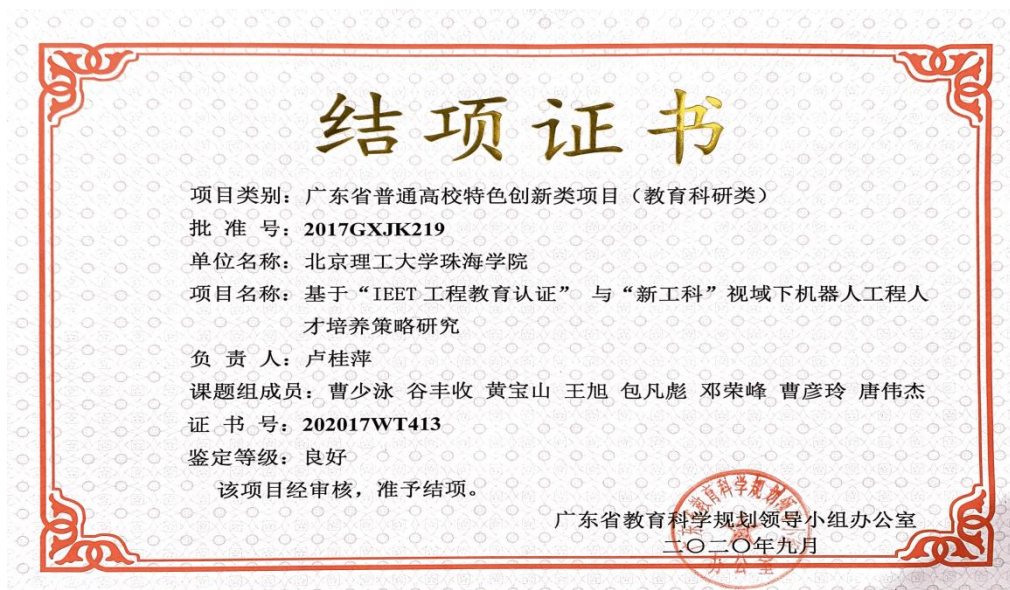 结项证书
项目类别：广东省普通高校特色创新类项目（教育科研类）
批 准 号：2017GXJK219
单位名称：北京理工大学珠海学院
项目名称：基于“IEET 工程教育认证” 与“新工科”视域下机器人工程人
才培养策略研究
负 责 人：卢桂萍
课题组成员：曹少泳 谷丰收 黄宝山 王旭 包凡彪 邓荣峰 曹彦玲 唐伟杰
证 书 号：202017WT413
鉴定等级：良好
该项目经审核，准予结项。
广东省教育科学规划领导小组办公室
二〇二〇年九月
办公室